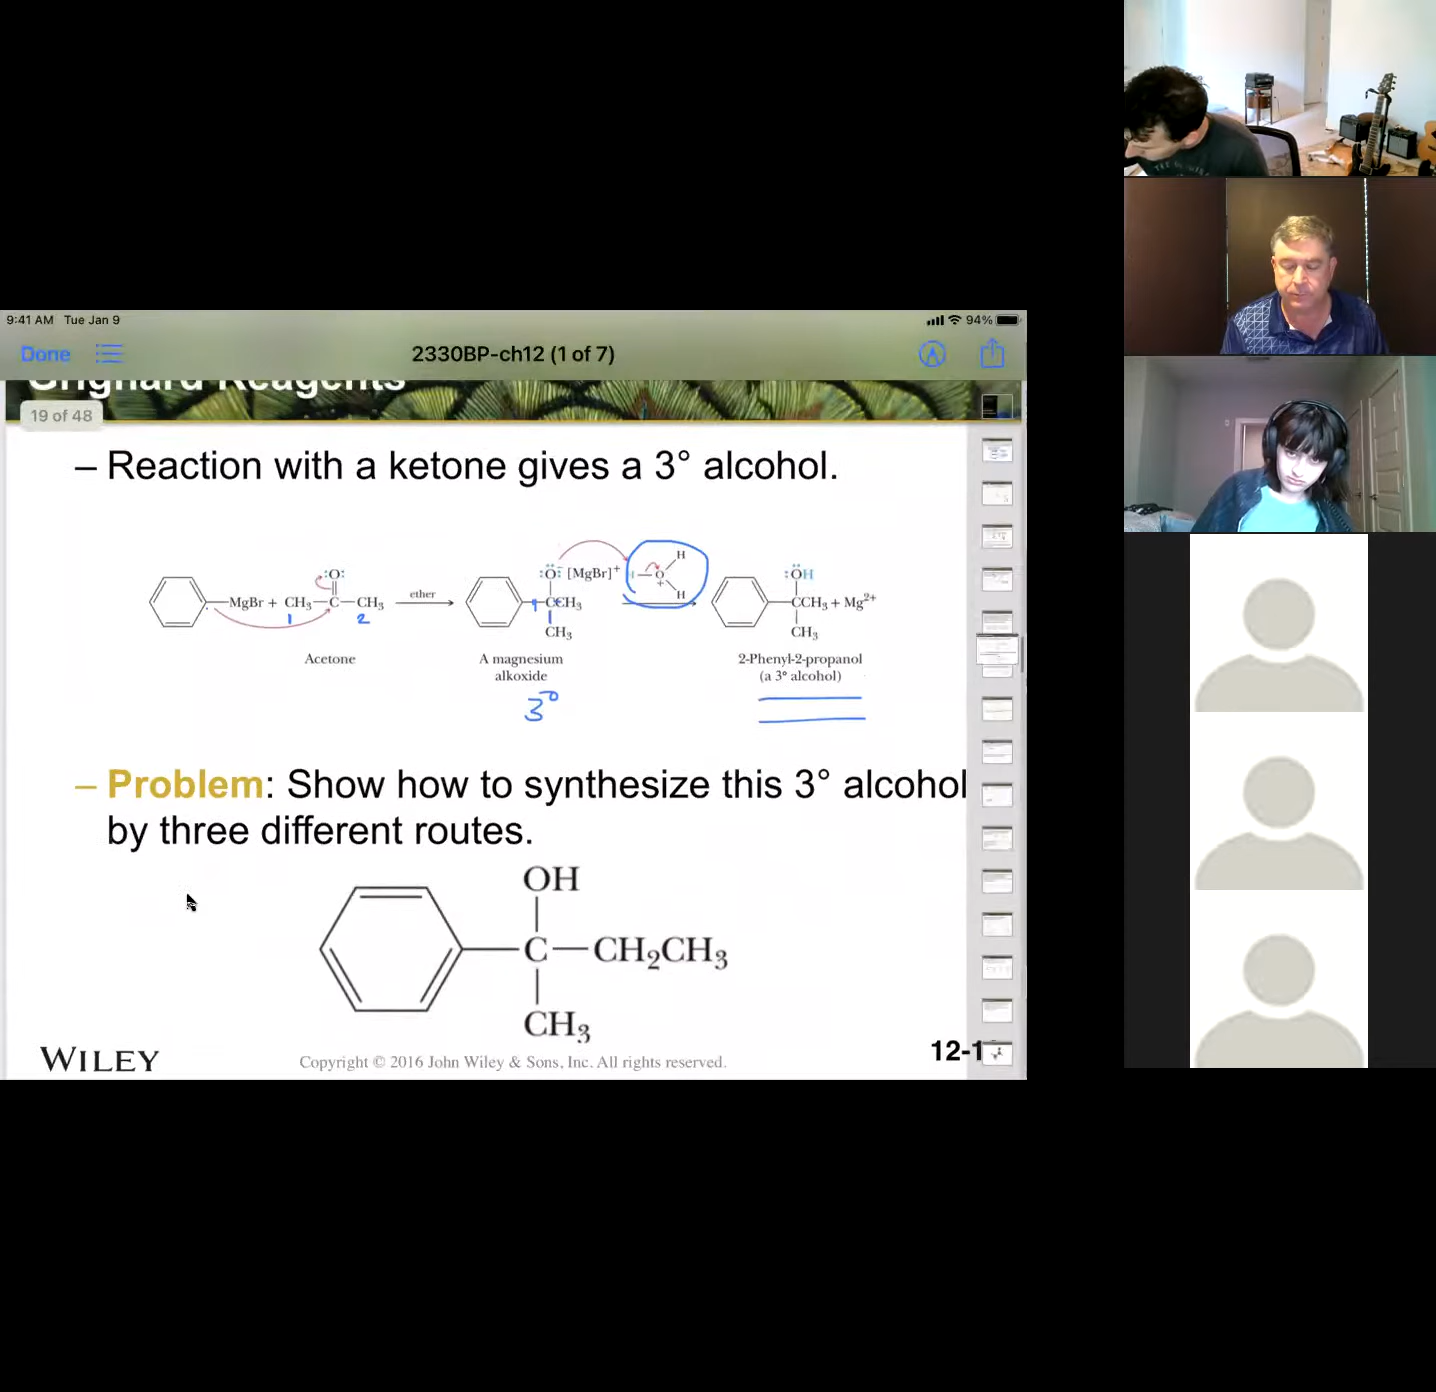 9:41 AM Tue Jan 9
94%
Done
2330BP-ch12 (1 of 7)
Grignard Reagents
19 of 48
– Reaction with a ketone gives a 3° alcohol.
:O:
MgBr + CH₃—C—CH₃
1 2
ether
:Ö:⁻ [MgBr]⁺
CCH₃
CH₃
H
O
+
H
:ÖH
CCH₃ + Mg²⁺
CH₃
Acetone
A magnesium
alkoxide
2-Phenyl-2-propanol
(a 3° alcohol)
3°
– Problem: Show how to synthesize this 3° alcohol
by three different routes.
OH
C—CH₂CH₃
CH₃
WILEY
Copyright © 2016 John Wiley & Sons, Inc. All rights reserved.
12-1